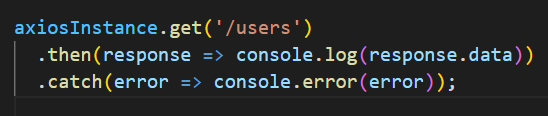 axiosInstance.get('/users')
  .then(response => console.log(response.data))
  .catch(error => console.error(error));